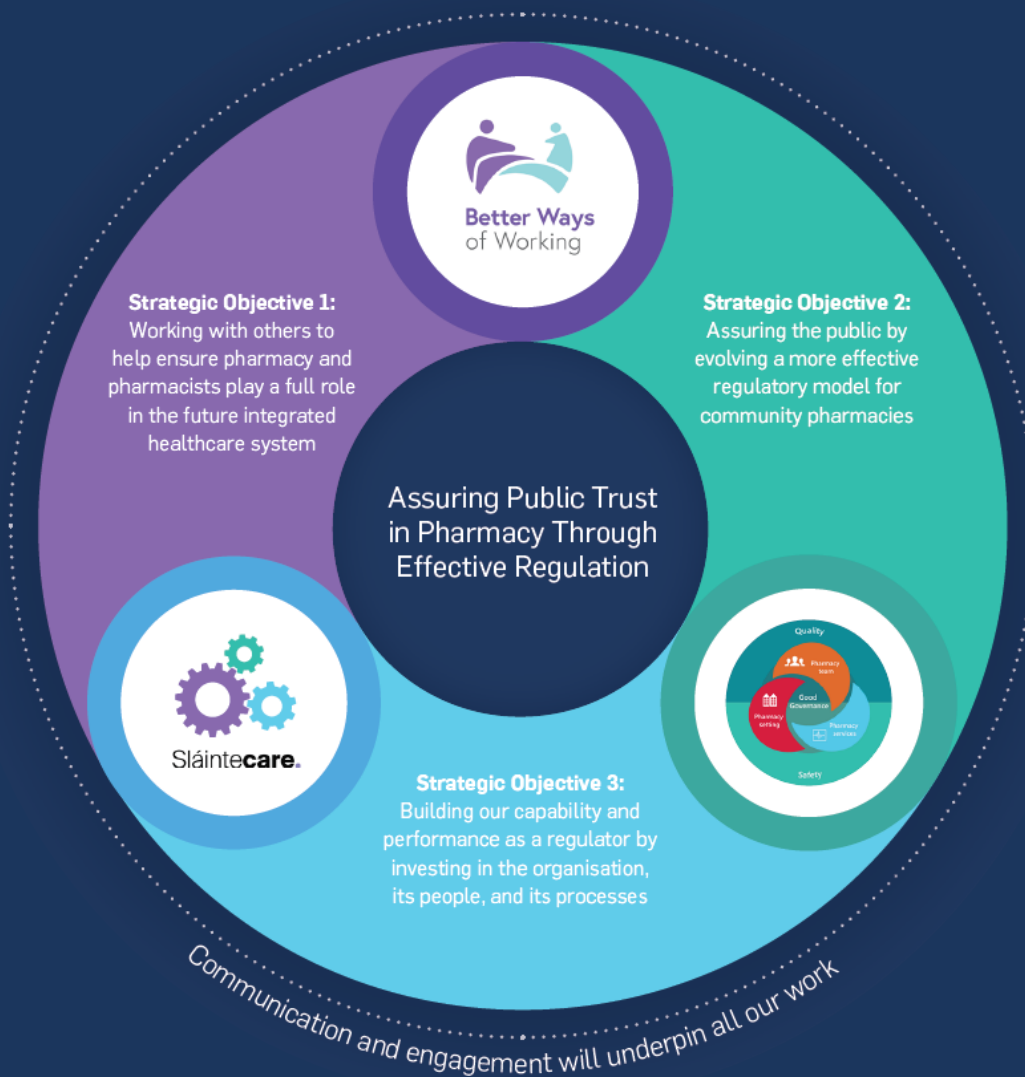 Better Ways
of Working
Strategic Objective 1:
Working with others to
help ensure pharmacy and
pharmacists play a full role
in the future integrated
healthcare system
Strategic Objective 2:
Assuring the public by
evolving a more effective
regulatory model for
community pharmacies
Assuring Public Trust
in Pharmacy Through
Effective Regulation
Sláintecare.
Quality
Pharmacy
team
Good
Governance
Pharmacy
setting
Pharmacy
services
Safety
Strategic Objective 3:
Building our capability and
performance as a regulator by
investing in the organisation,
its people, and its processes
Communication and engagement will underpin all our work